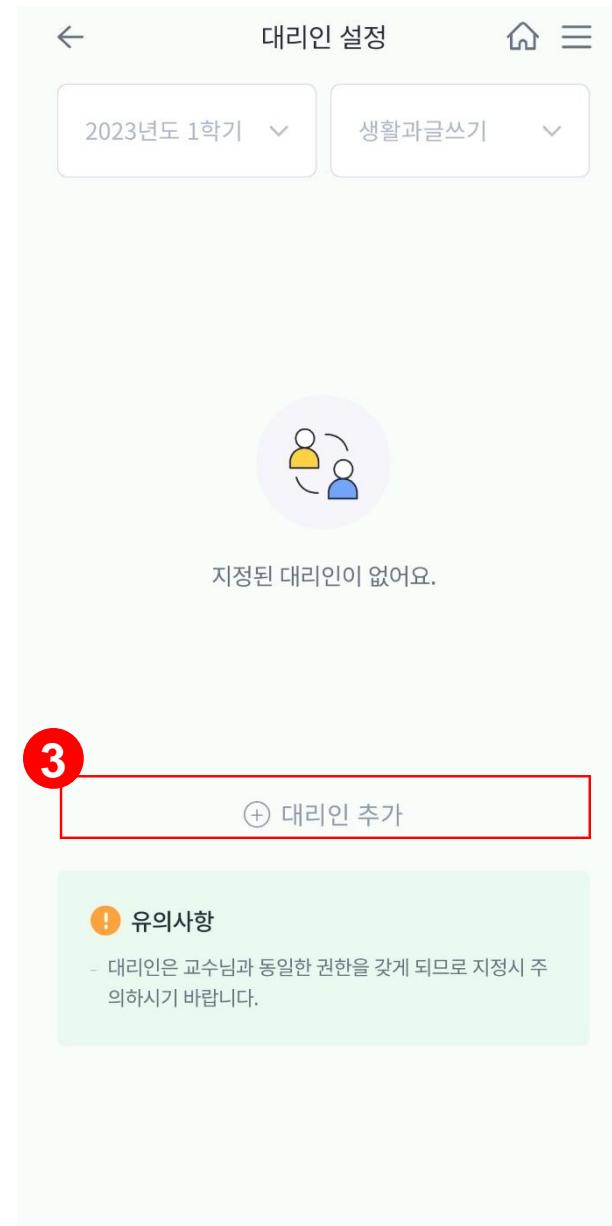 대리인 설정
2023년도 1학기
생활과글쓰기
지정된 대리인이 없어요.
3
대리인 추가
유의사항
- 대리인은 교수님과 동일한 권한을 갖게 되므로 지정시 주
의하시기 바랍니다.